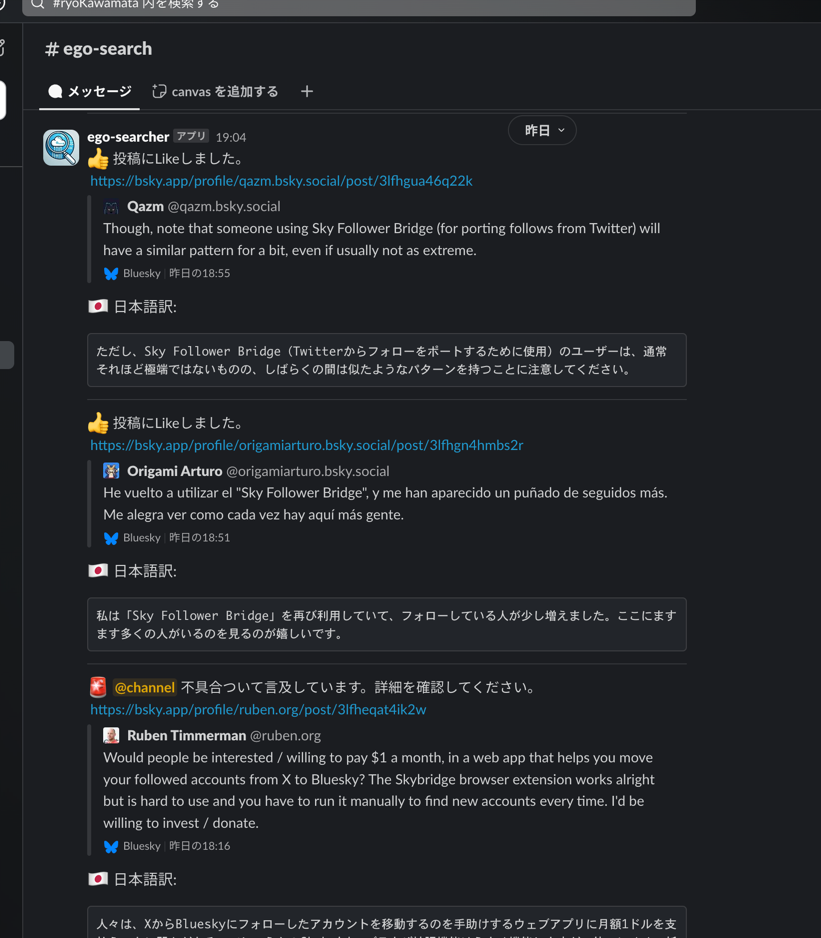 #ryoKawamata 内を検索する
# ego-search
メッセージ
canvas を追加する
昨日
ego-searcher アプリ 19:04
👍 投稿にLikeしました。
https://bsky.app/profile/qazm.bsky.social/post/3lfhgua46q22k
Qazm @qazm.bsky.social
Though, note that someone using Sky Follower Bridge (for porting follows from Twitter) will
have a similar pattern for a bit, even if usually not as extreme.
Bluesky | 昨日の18:55
🇯🇵 日本語訳:
ただし、Sky Follower Bridge（Twitterからフォローをポートするために使用）のユーザーは、通常
それほど極端ではないものの、しばらくの間は似たようなパターンを持つことに注意してください。
👍 投稿にLikeしました。
https://bsky.app/profile/origamiarturo.bsky.social/post/3lfhgn4hmbs2r
Origami Arturo @origamiarturo.bsky.social
He vuelto a utilizar el "Sky Follower Bridge", y me han aparecido un puñado de seguidos más.
Me alegra ver como cada vez hay aquí más gente.
Bluesky | 昨日の18:51
🇯🇵 日本語訳:
私は「Sky Follower Bridge」を再び利用していて、フォローしている人が少し増えました。ここにます
ます多くの人がいるのを見るのが嬉しいです。
🚨 @channel 不具合ついて言及しています。詳細を確認してください。
https://bsky.app/profile/ruben.org/post/3lfheqat4ik2w
Ruben Timmerman @ruben.org
Would people be interested / willing to pay $1 a month, in a web app that helps you move
your followed accounts from X to Bluesky? The Skybridge browser extension works alright
but is hard to use and you have to run it manually to find new accounts every time. I'd be
willing to invest / donate.
Bluesky | 昨日の18:16
🇯🇵 日本語訳:
人々は、XからBlueskyにフォローしたアカウントを移動するのを手助けするウェブアプリに月額1ドルを支